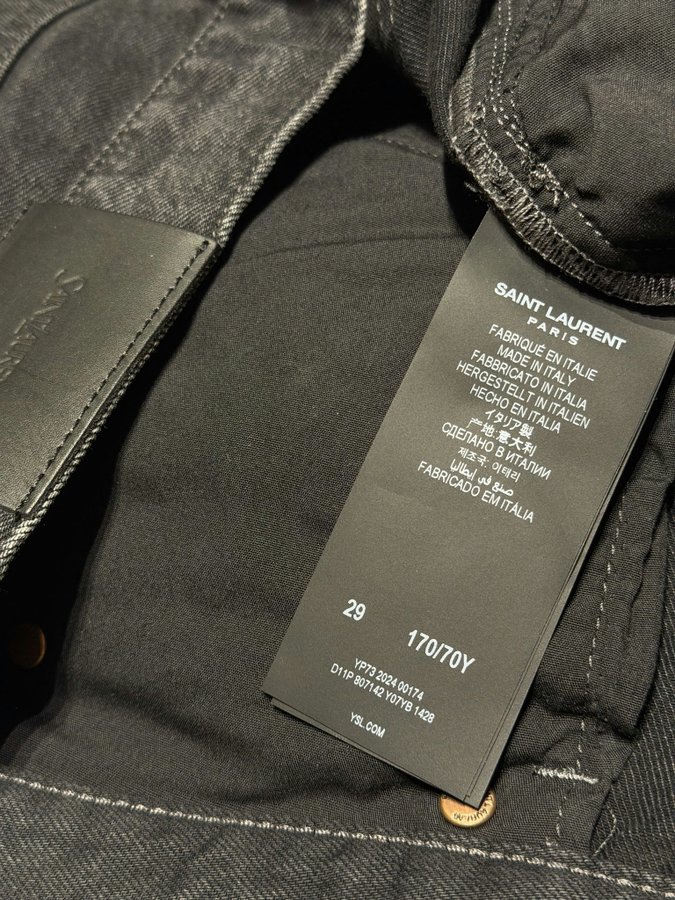 SAINT LAURENT
PARIS
FABRIQUÉ EN ITALIE
MADE IN ITALY
FABBRICATO IN ITALIA
HERGESTELLT IN ITALIEN
HECHO EN ITALIA
イタリア製
产地:意大利
СДЕЛАНО В ИТАЛИИ
제조국: 이태리
صنع في إيطاليا
FABRICADO EM ITÁLIA
29 170/70Y
YP73 2024 00174
D11P 807142 Y07YB 1428
YSL.COM